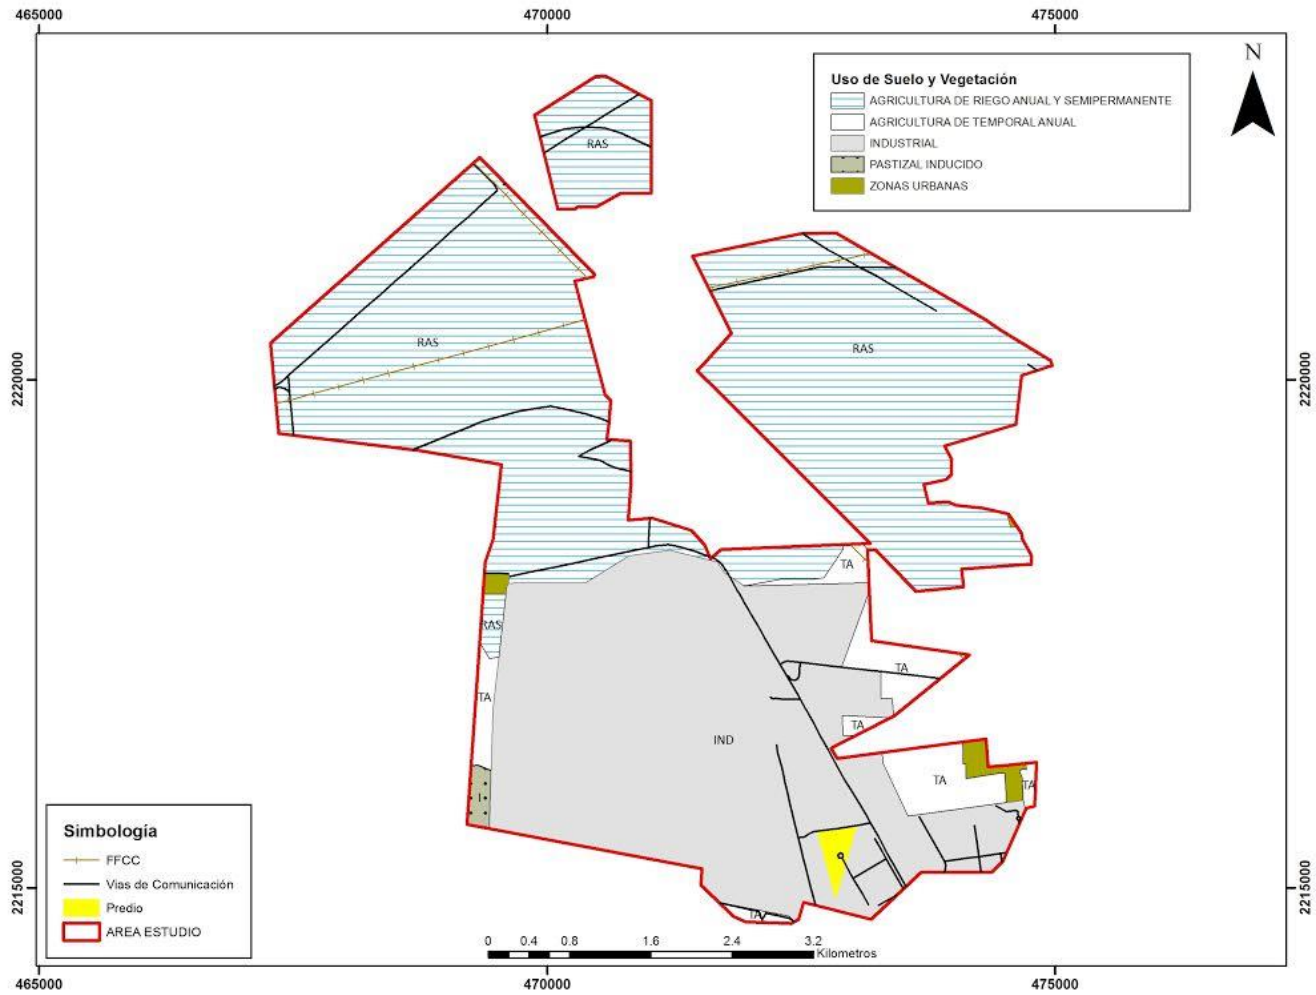 465000
470000
475000
N
Uso de Suelo y Vegetación
AGRICULTURA DE RIEGO ANUAL Y SEMIPERMANENTE
AGRICULTURA DE TEMPORAL ANUAL
INDUSTRIAL
PASTIZAL INDUCIDO
ZONAS URBANAS
RAS
RAS
RAS
2220000
2220000
TA
RAS
TA
TA
TA
IND
TA
TA
I
TA
Simbología
FFCC
Vias de Comunicación
Predio
AREA ESTUDIO
2215000
2215000
0 0.4 0.8 1.6 2.4 3.2
Kilometros
465000
470000
475000